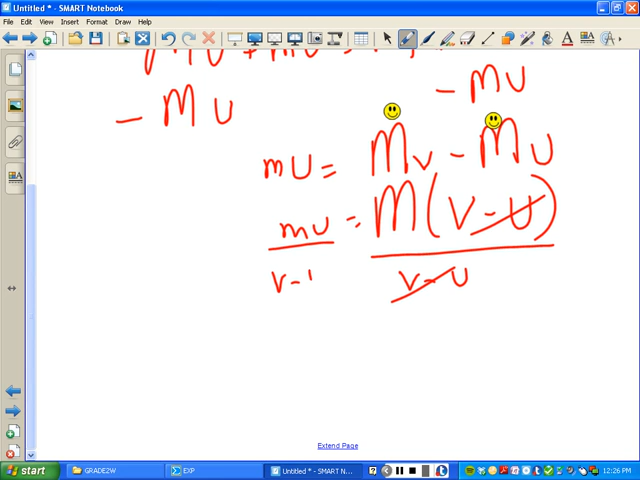 Untitled * - SMART Notebook
File Edit View Insert Format Draw Help
- MU
- MU
mU = Mv - MU
mU = M(V - U)
v - v - U
Extend Page
start GRADE2W EXP Untitled * - SMART N... 12:26 PM